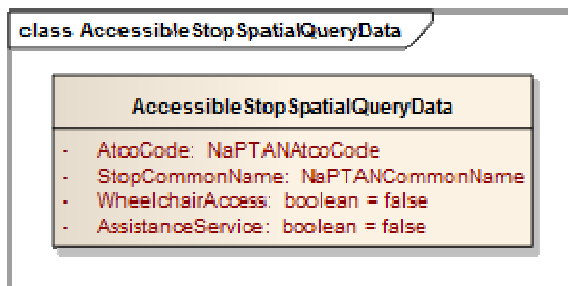 class AccessibleStopSpatialQueryData
AccessibleStopSpatialQueryData
- AtcoCode: NaPTANAtcoCode
- StopCommonName: NaPTANCommonName
- WheelchairAccess: boolean = false
- AssistanceService: boolean = false